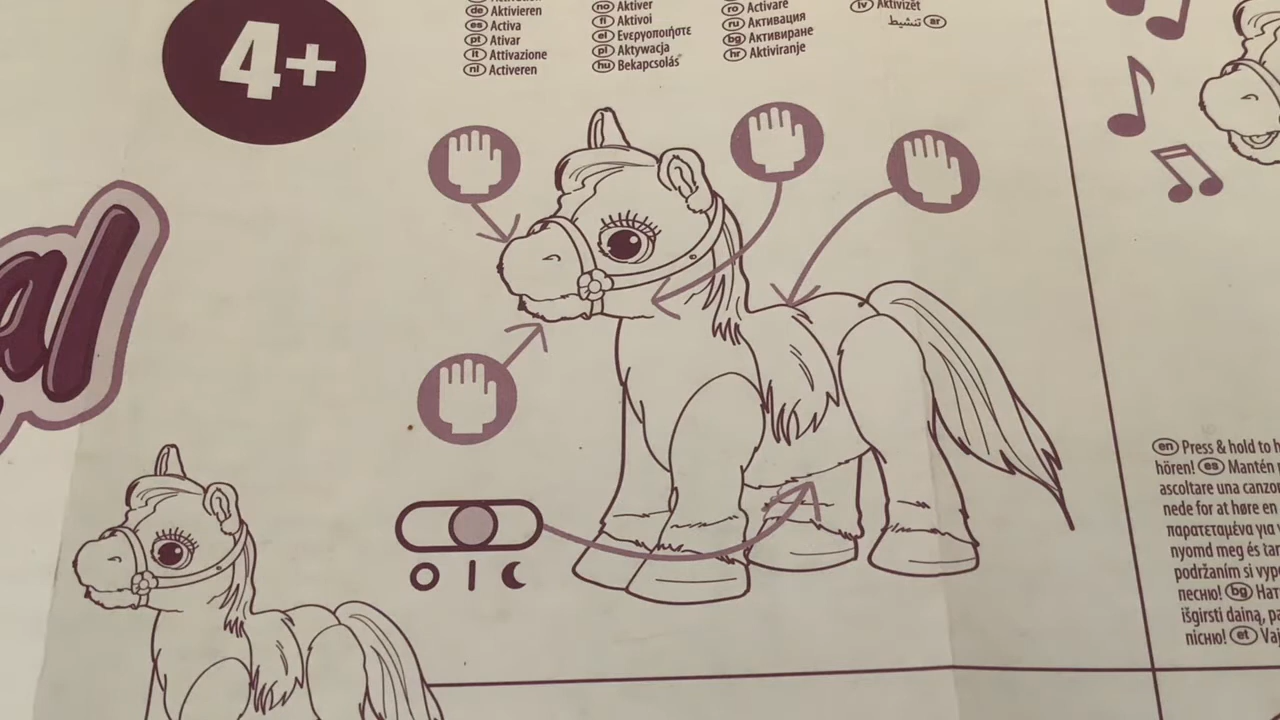 4+
de Aktivieren
es Activa
pt Ativar
it Attivazione
nl Activeren
no Aktiver
fi Aktivoi
el Ενεργοποιήστε
pl Aktywacja
hu Bekapcsolás
ro Activare
ru Активация
bg Активиране
hr Aktiviranje
lv Aktivizēt
ar تنشيط
al
en Press & hold to h
hören! es Mantén
ascoltare una canzo
nede for at høre en
παρατεταμένα για
nyomd meg és tar
podržaním si vyp
песню! bg Нат
išgirsti dainą, pa
пісню! et Vaj